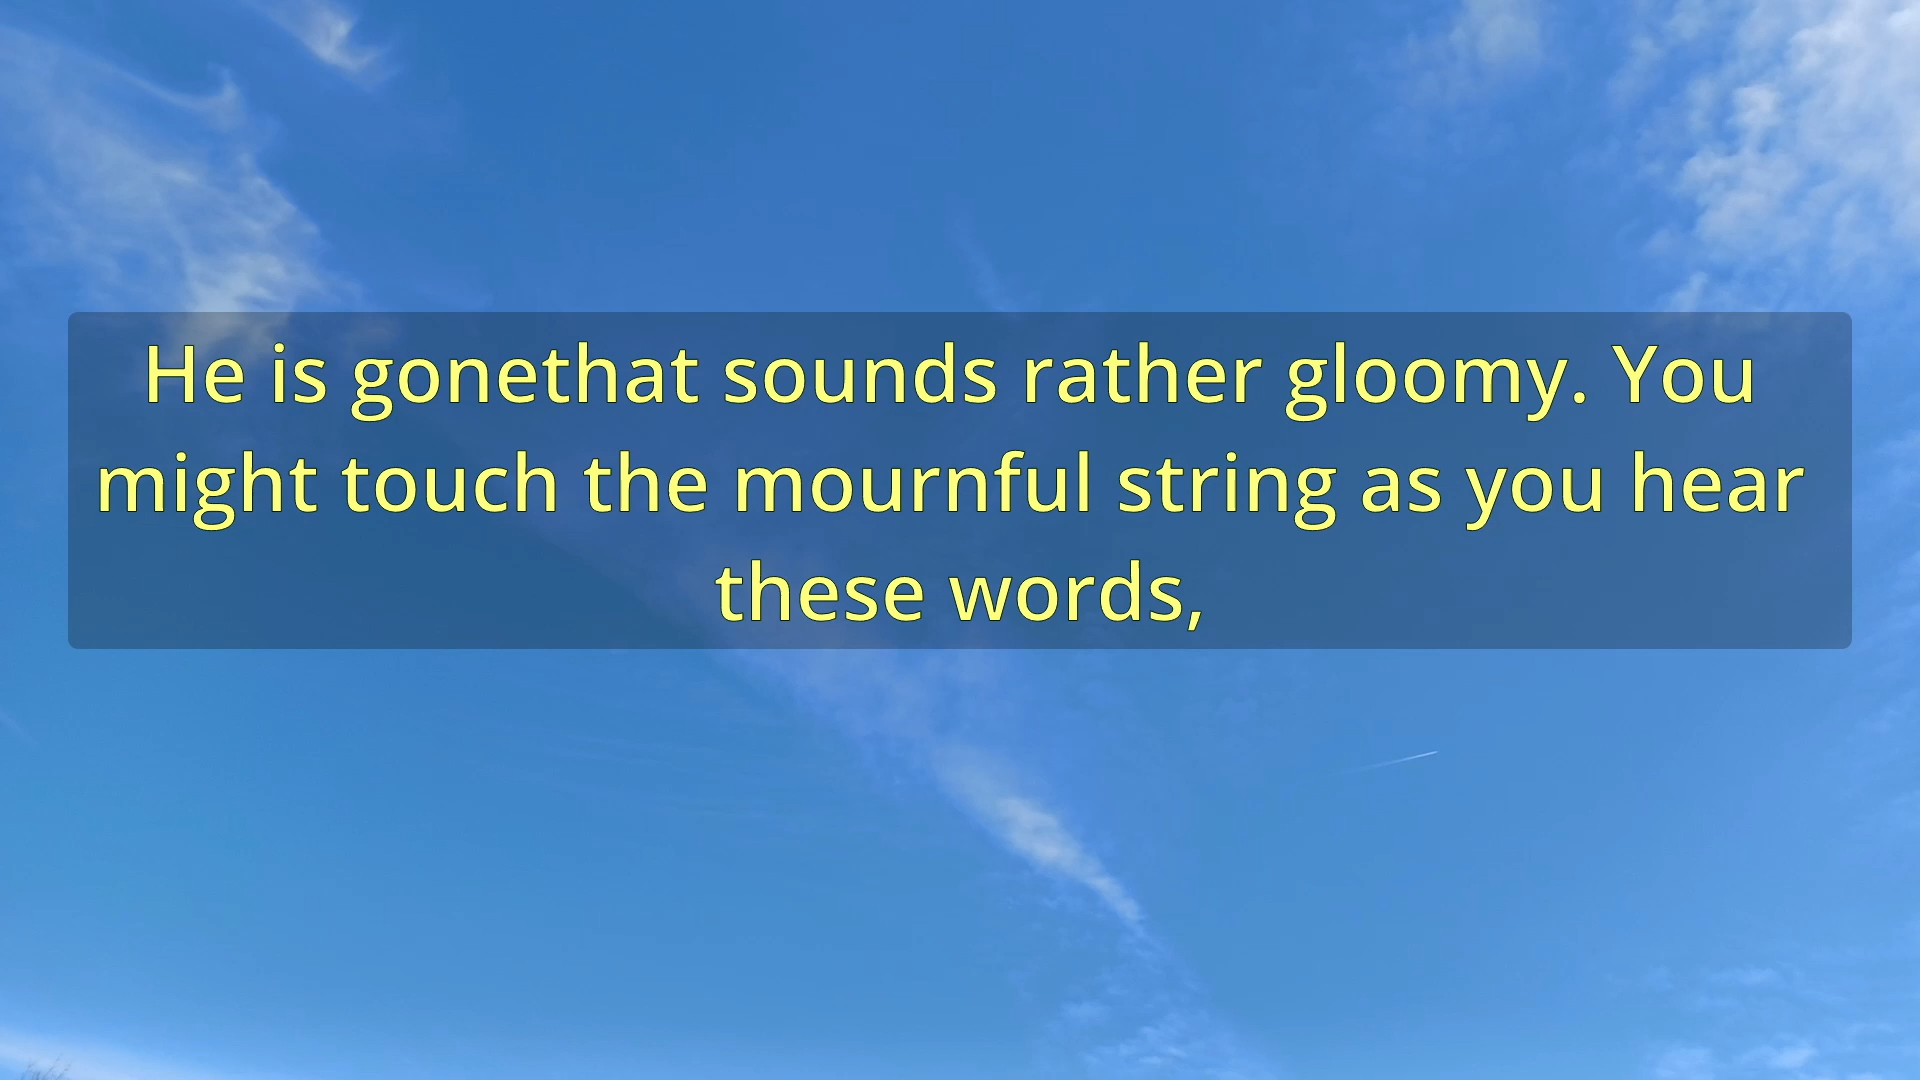 He is gonethat sounds rather gloomy. You
might touch the mournful string as you hear
these words,